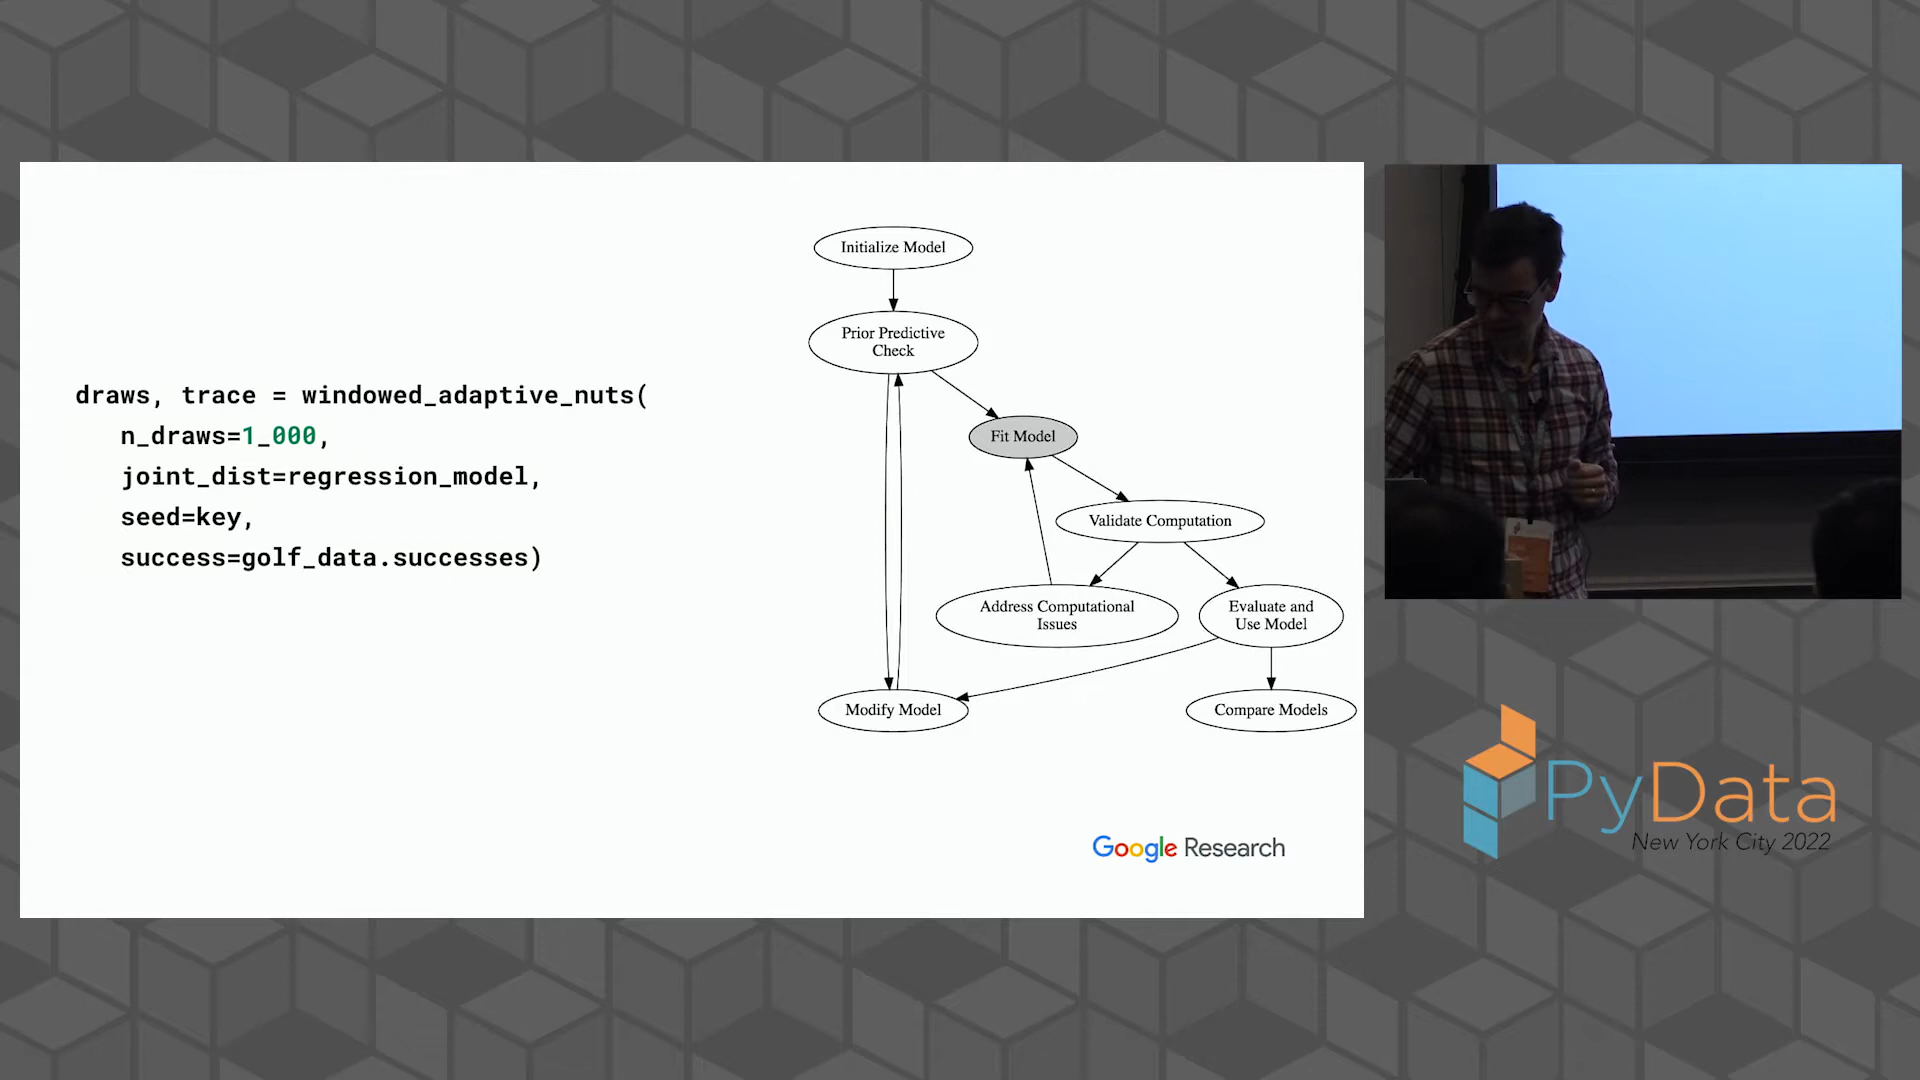 draws, trace = windowed_adaptive_nuts(
n_draws=1_000,
joint_dist=regression_model,
seed=key,
success=golf_data.successes)
Initialize Model
Prior Predictive
Check
Fit Model
Validate Computation
Address Computational
Issues
Evaluate and
Use Model
Modify Model
Compare Models
Google Research
PyData
New York City 2022